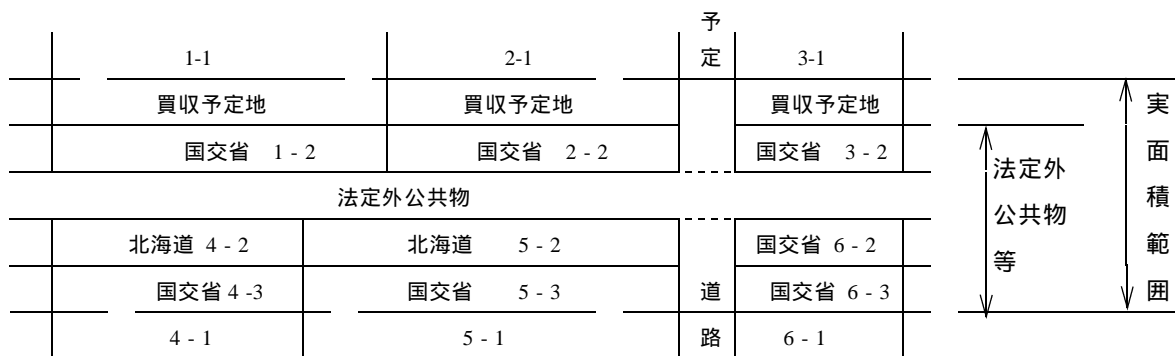 予
1-1 2-1 定 3-1
買収予定地 買収予定地 買収予定地 実
国交省 1 - 2 国交省 2 - 2 国交省 3 - 2 面
法定外
法定外公共物 公共物 積
北海道 4 - 2 北海道 5 - 2 国交省 6 - 2 等 範
国交省 4 -3 国交省 5 - 3 道 国交省 6 - 3 囲
4 - 1 5 - 1 路 6 - 1